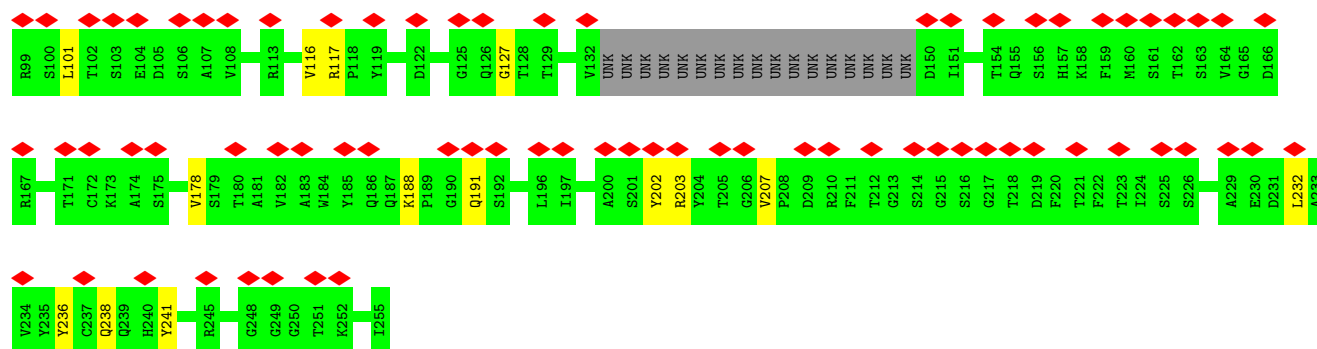 R99 S100 L101 T102 S103 E104 D105 S106 A107 V108 R113 V116 R117 P118 Y119 D122 G125 Q126 G127 T128 T129 V132 UNK UNK UNK UNK UNK UNK UNK UNK UNK UNK UNK UNK UNK UNK UNK UNK UNK D150 I151 T154 Q155 S156 H157 K158 F159 M160 S161 T162 S163 V164 G165 D166
R167 T171 C172 K173 A174 S175 V178 S179 T180 A181 V182 A183 W184 Y185 Q186 Q187 K188 P189 G190 Q191 S192 L196 I197 A200 S201 Y202 R203 Y204 T205 G206 V207 P208 D209 R210 F211 T212 G213 S214 G215 S216 G217 T218 D219 F220 T221 F222 T223 I224 S225 S226 A229 E230 D231 L232 A233
V234 Y235 Y236 C237 Q238 Q239 H240 Y241 R245 G248 G249 G250 T251 K252 I255